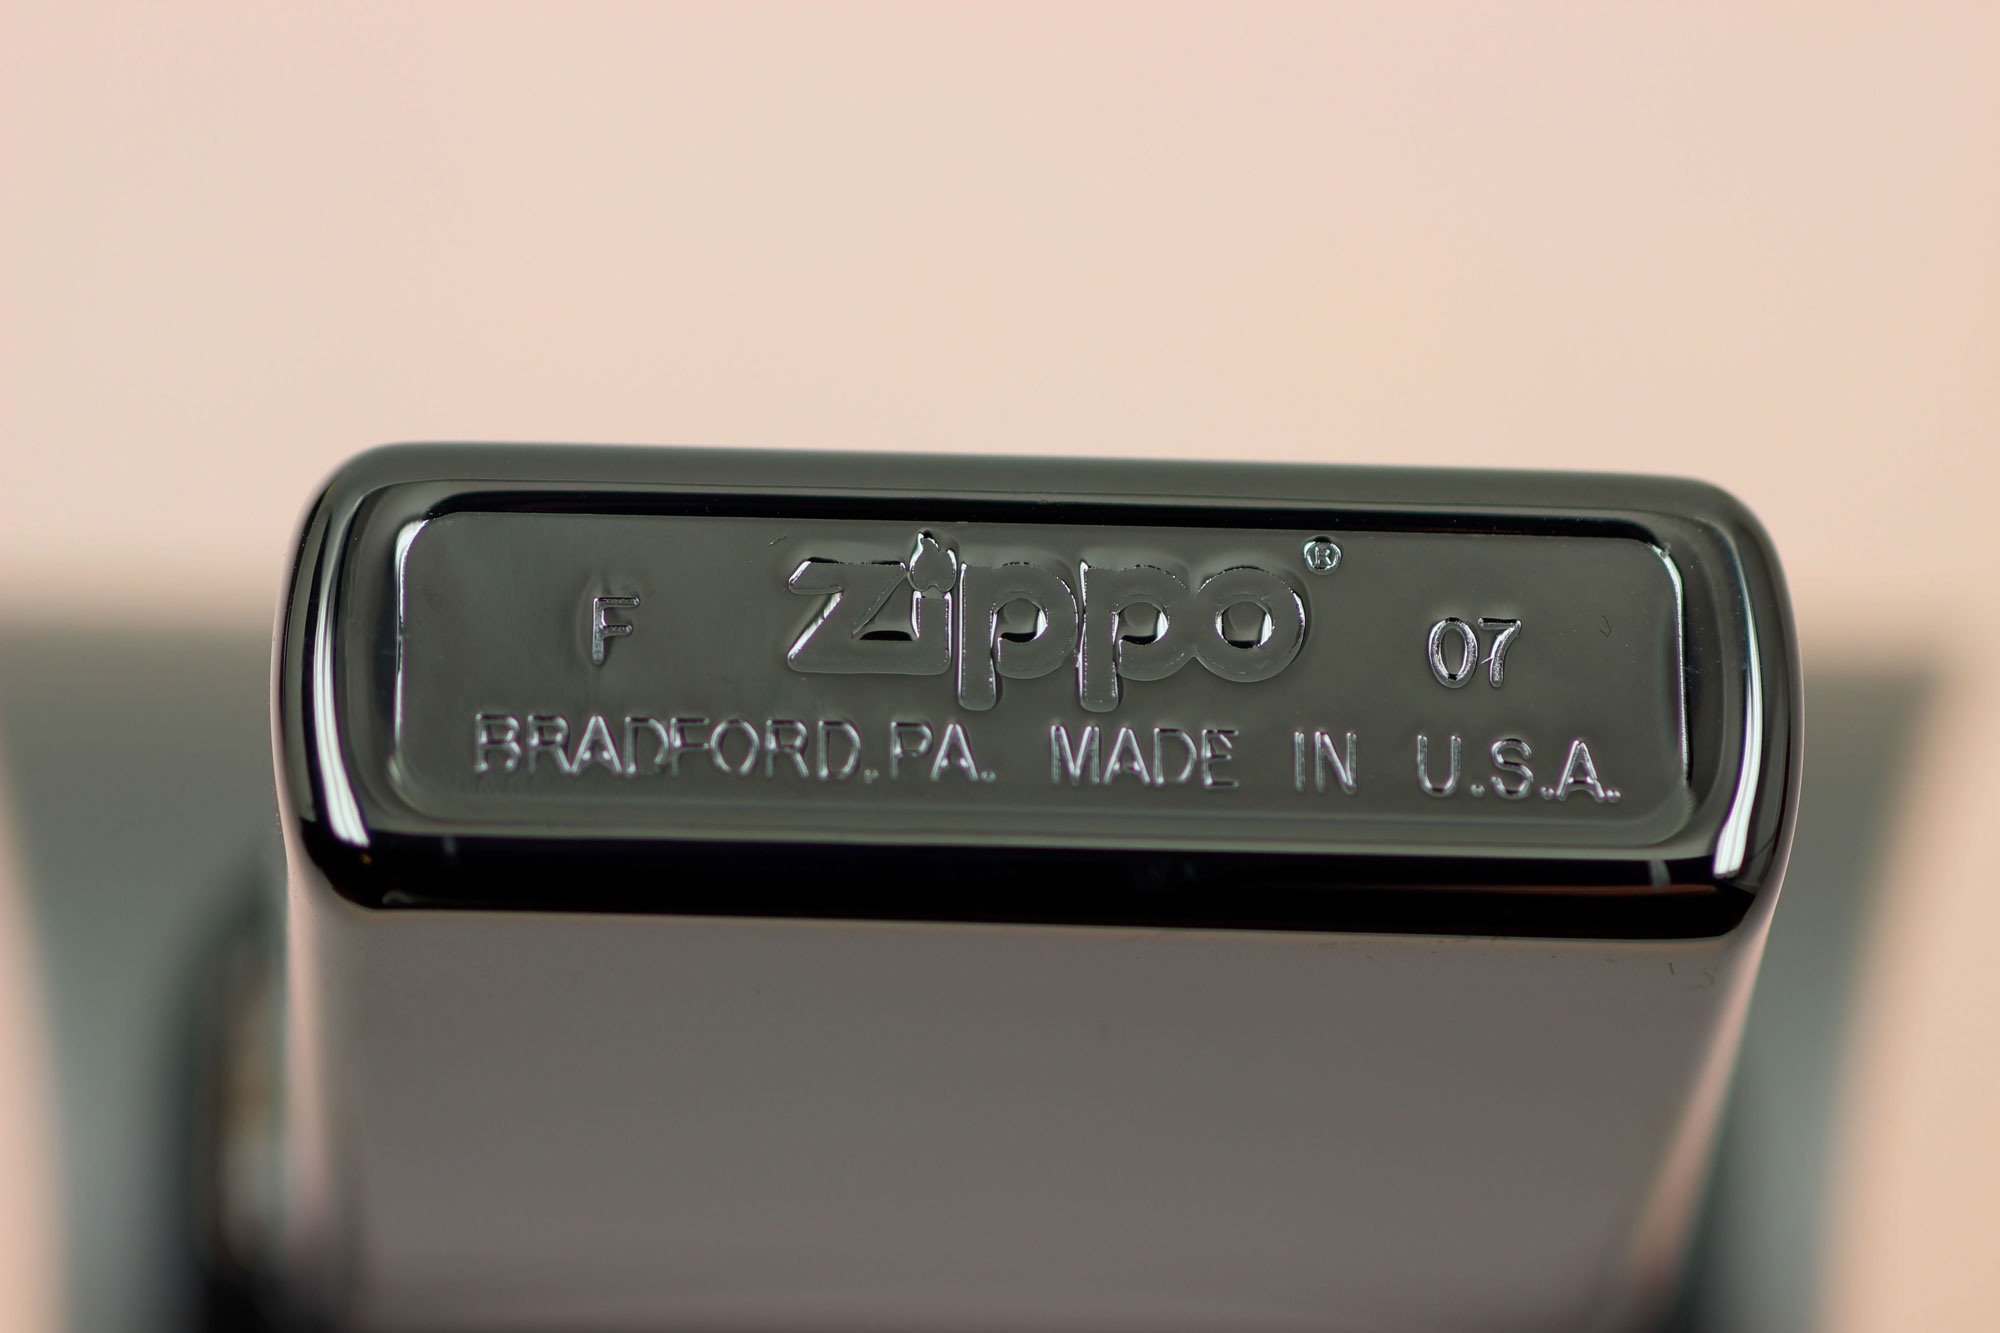 F Zippo® 07
BRADFORD,PA. MADE IN U.S.A.